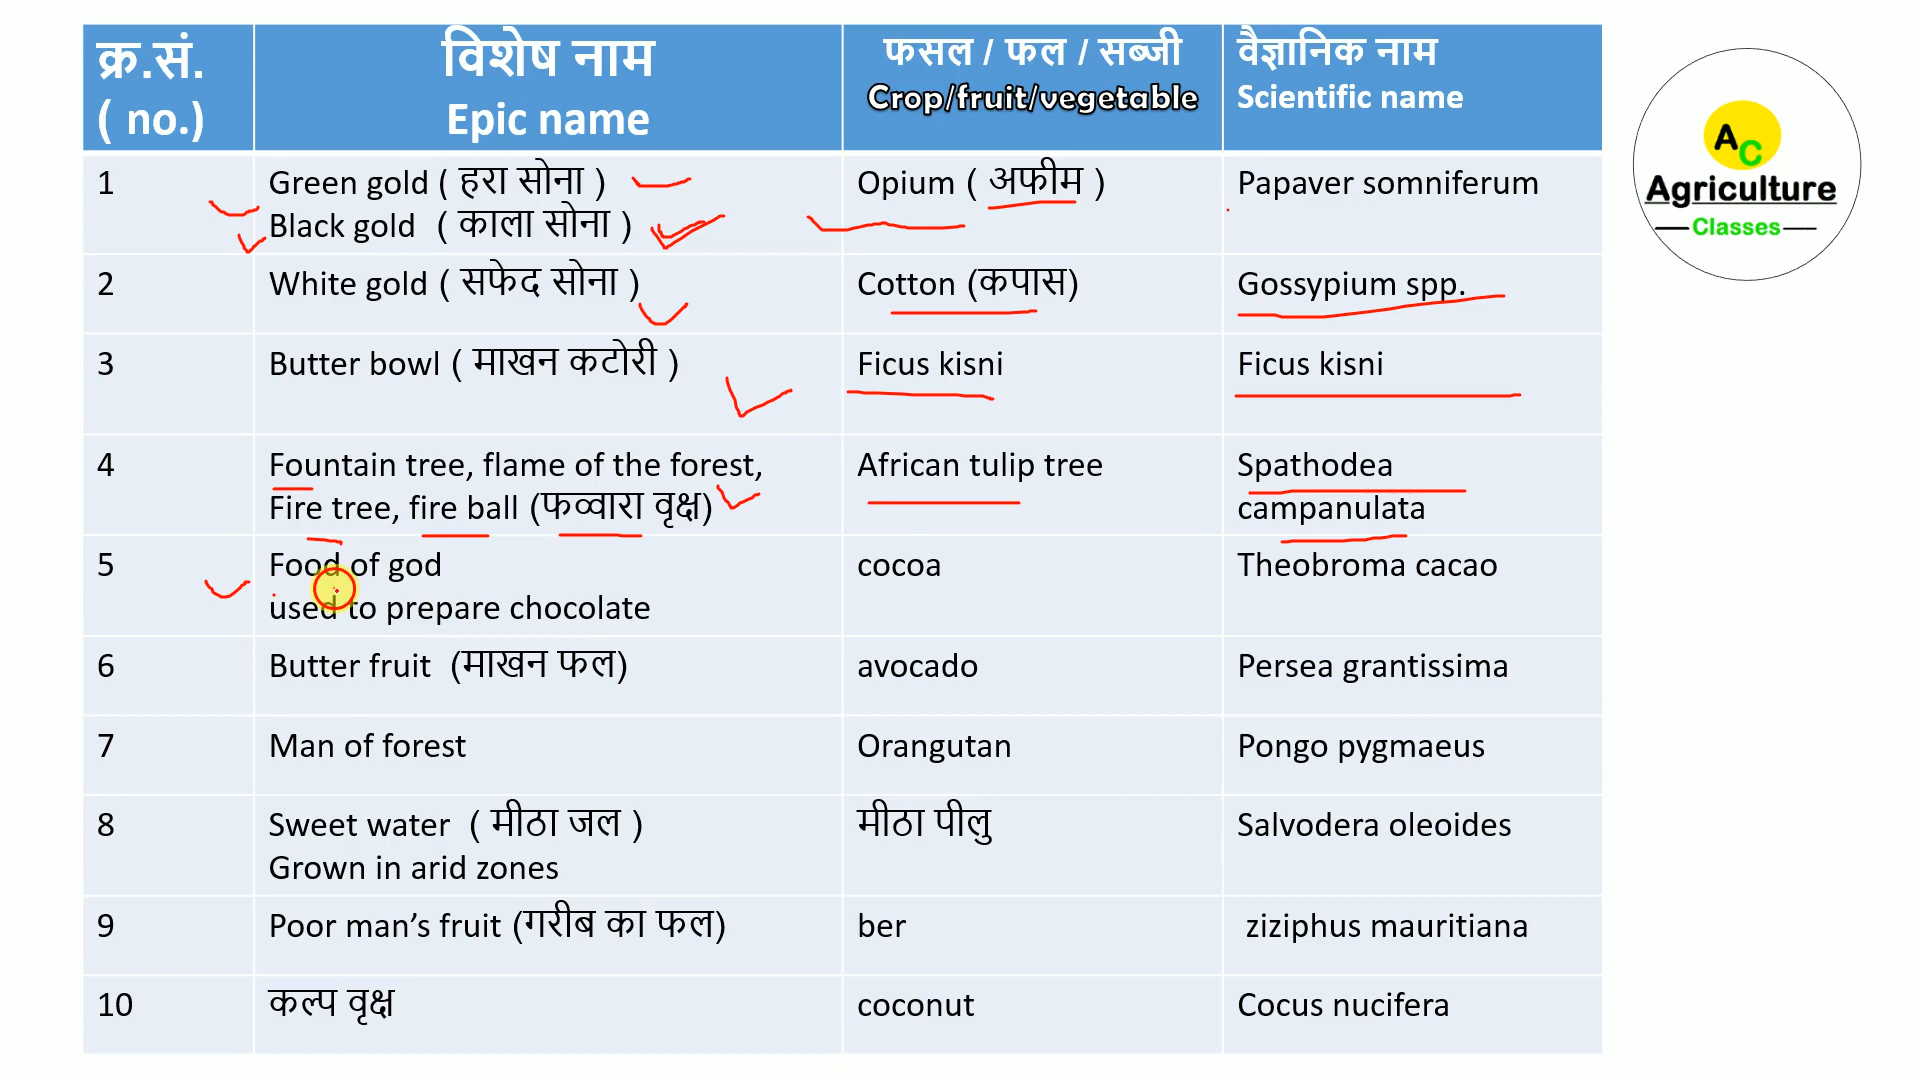 क्र.सं.
( no.)
विशेष नाम
Epic name
फसल / फल / सब्जी
Crop/fruit/vegetable
वैज्ञानिक नाम
Scientific name
1
Green gold ( हरा सोना )
Black gold ( काला सोना )
Opium ( अफीम )
Papaver somniferum
2
White gold ( सफेद सोना )
Cotton (कपास)
Gossypium spp.
3
Butter bowl ( माखन कटोरी )
Ficus kisni
Ficus kisni
4
Fountain tree, flame of the forest,
Fire tree, fire ball (फव्वारा वृक्ष)
African tulip tree
Spathodea
campanulata
5
Food of god
used to prepare chocolate
cocoa
Theobroma cacao
6
Butter fruit (माखन फल)
avocado
Persea grantissima
7
Man of forest
Orangutan
Pongo pygmaeus
8
Sweet water ( मीठा जल )
Grown in arid zones
मीठा पीलु
Salvodera oleoides
9
Poor man’s fruit (गरीब का फल)
ber
ziziphus mauritiana
10
कल्प वृक्ष
coconut
Cocus nucifera
AC
Agriculture
Classes